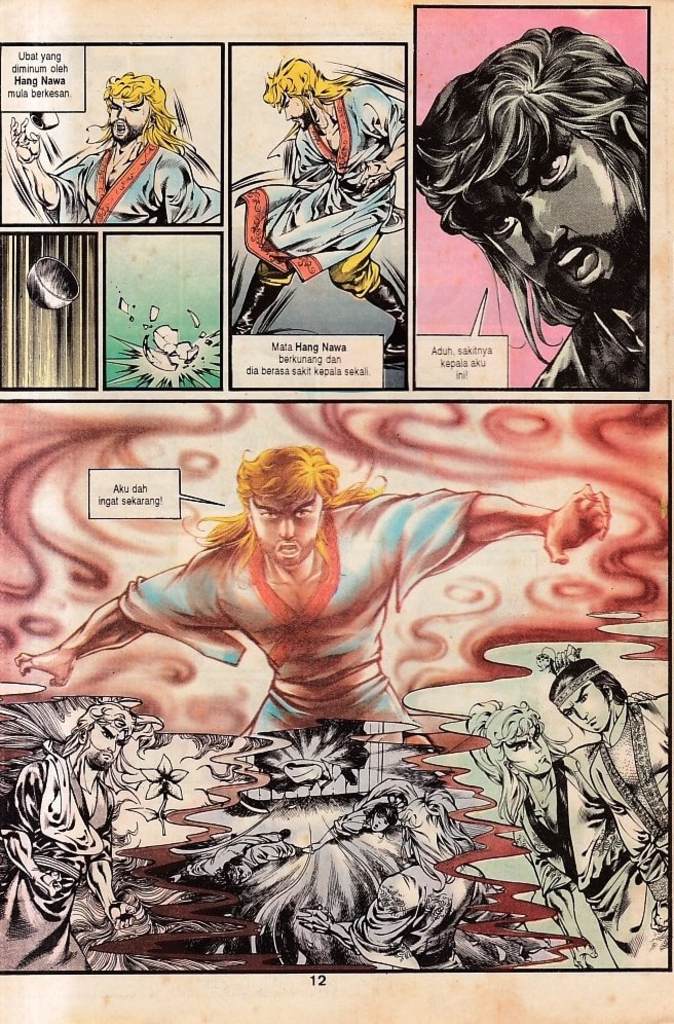 Ubat yang
diminum oleh
Hang Nawa
mula berkesan.
Mata Hang Nawa
berkunang dan
dia berasa sakit kepala sekali.
Aduh, sakitnya
kepala aku
ini!
Aku dah
ingat sekarang!
12